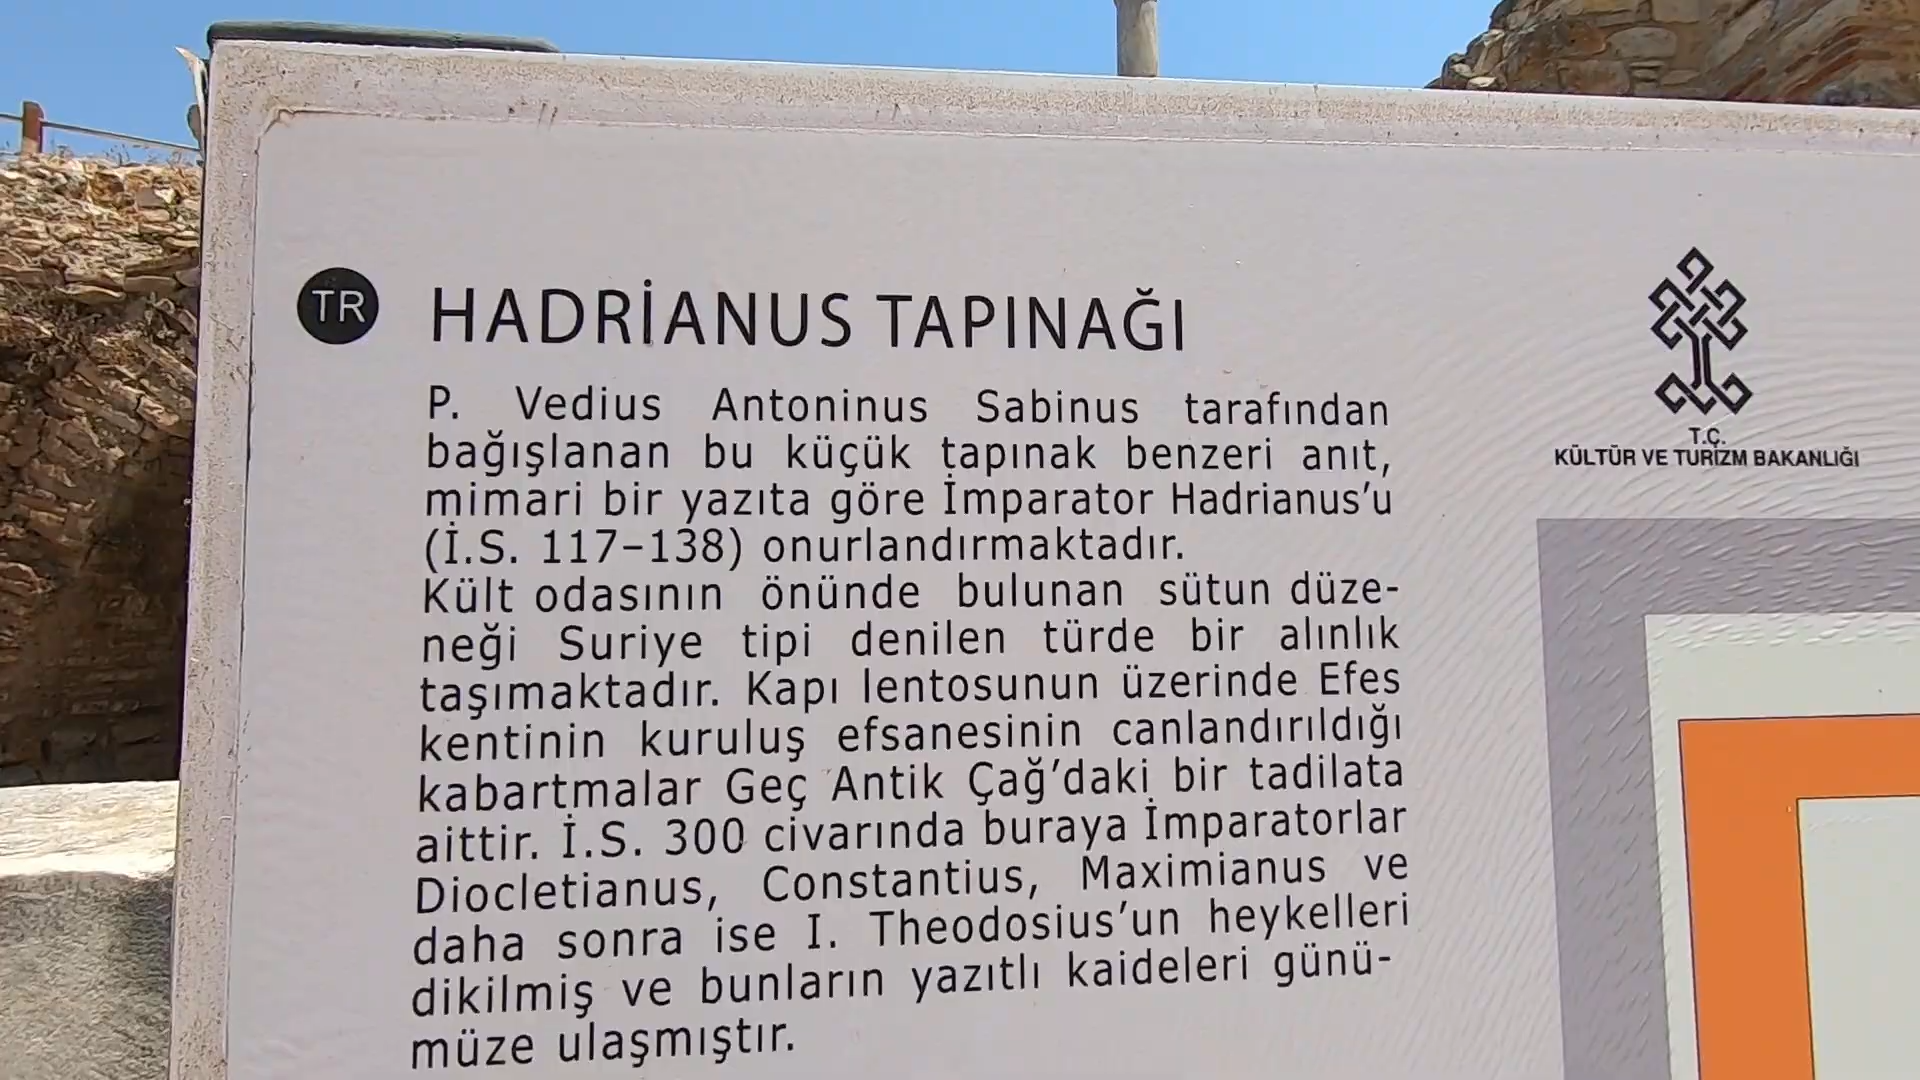 TR
HADRİANUS TAPINAĞI
P. Vedius Antoninus Sabinus tarafından
bağışlanan bu küçük tapınak benzeri anıt,
mimari bir yazıta göre İmparator Hadrianus’u
(İ.S. 117–138) onurlandırmaktadır.
Kült odasının önünde bulunan sütun düze-
neği Suriye tipi denilen türde bir alınlık
taşımaktadır. Kapı lentosunun üzerinde Efes
kentinin kuruluş efsanesinin canlandırıldığı
kabartmalar Geç Antik Çağ’daki bir tadilata
aittir. İ.S. 300 civarında buraya İmparatorlar
Diocletianus, Constantius, Maximianus ve
daha sonra ise I. Theodosius’un heykelleri
dikilmiş ve bunların yazıtlı kaideleri günü-
müze ulaşmıştır.
T.C.
KÜLTÜR VE TURİZM BAKANLIĞI